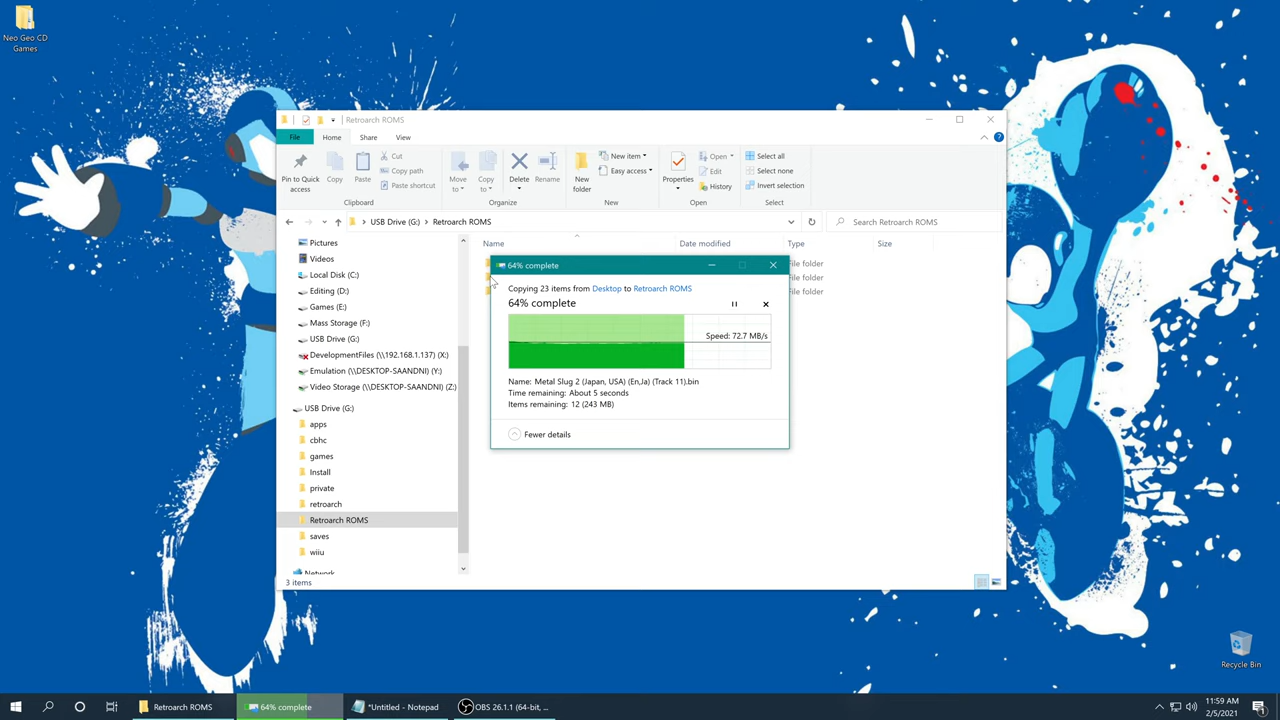 Neo Geo CD
Games
Retroarch ROMS
File
Home
Share
View
Pin to Quick
access
Copy
Paste
Cut
Copy path
Paste shortcut
Clipboard
Move
to
Copy
to
Delete
Rename
Organize
New
folder
New item
Easy access
New
Properties
Open
Edit
History
Open
Select all
Select none
Invert selection
Select
USB Drive (G:)
Retroarch ROMS
Search Retroarch ROMS
Pictures
Videos
Local Disk (C:)
Editing (D:)
Games (E:)
Mass Storage (F:)
USB Drive (G:)
DevelopmentFiles (\\192.168.1.137) (X:)
Emulation (\\DESKTOP-SAANDNI) (Y:)
Video Storage (\\DESKTOP-SAANDNI) (Z:)
USB Drive (G:)
apps
cbhc
games
Install
private
retroarch
Retroarch ROMS
saves
wiiu
Network
3 items
Name
Date modified
Type
Size
File folder
File folder
File folder
64% complete
Copying 23 items from Desktop to Retroarch ROMS
64% complete
Speed: 72.7 MB/s
Name: Metal Slug 2 (Japan, USA) (En,Ja) (Track 11).bin
Time remaining: About 5 seconds
Items remaining: 12 (243 MB)
Fewer details
Recycle Bin
Retroarch ROMS
64% complete
*Untitled - Notepad
OBS 26.1.1 (64-bit, ...
11:59 AM
2/5/2021
1